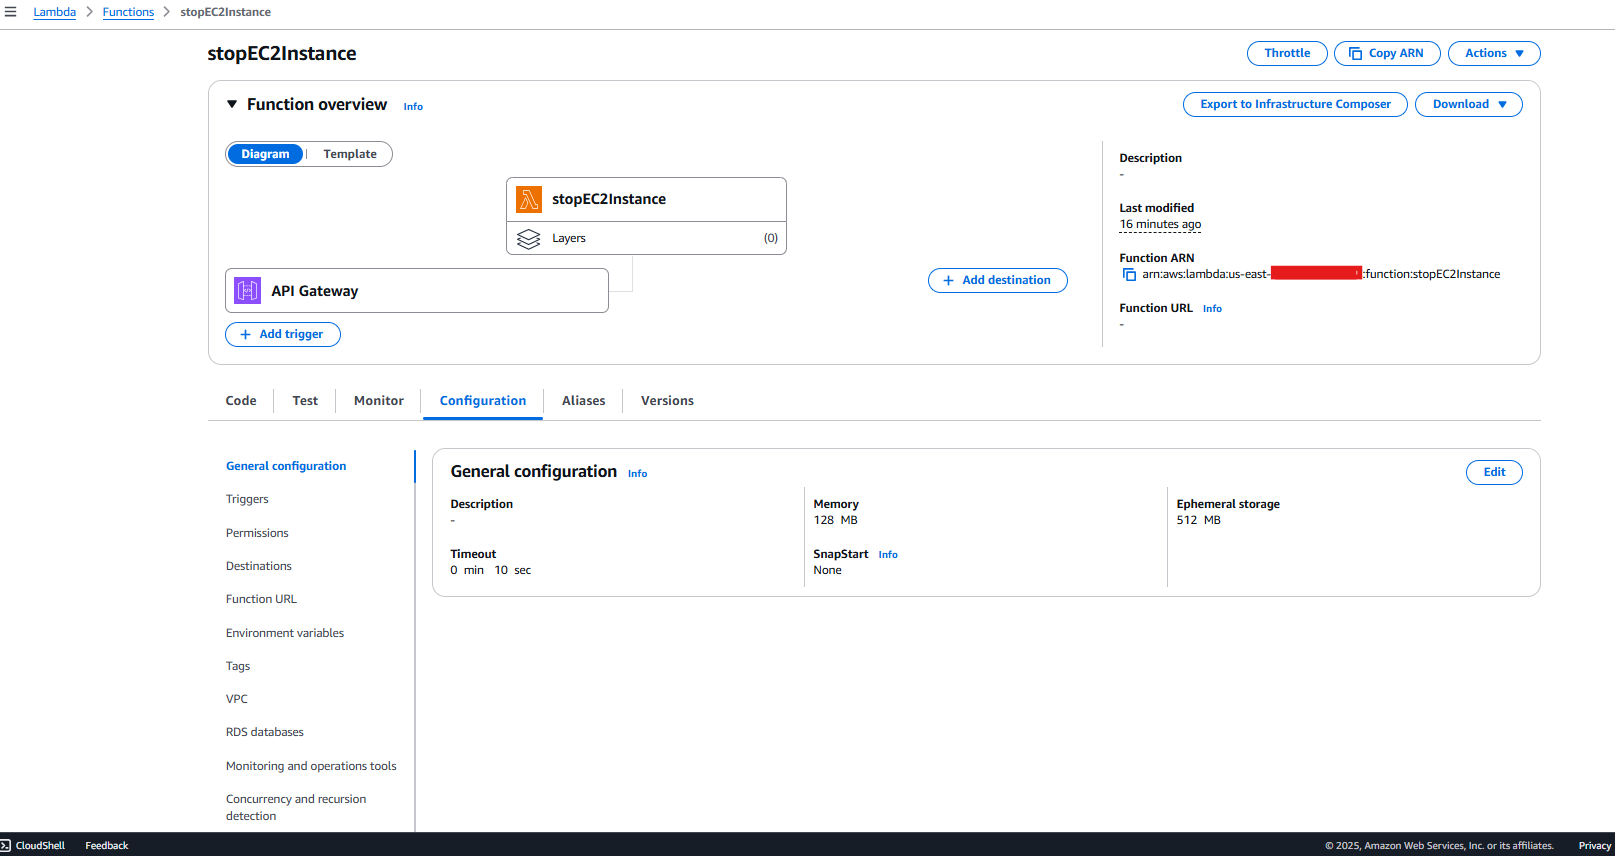 Lambda > Functions > stopEC2Instance
stopEC2Instance
Throttle
Copy ARN
Actions
Function overview Info
Export to Infrastructure Composer
Download
Diagram
Template
stopEC2Instance
Layers
(0)
API Gateway
+ Add trigger
+ Add destination
Description
-
Last modified
16 minutes ago
Function ARN
arn:aws:lambda:us-east- :function:stopEC2Instance
Function URL Info
-
Code
Test
Monitor
Configuration
Aliases
Versions
General configuration
Triggers
Permissions
Destinations
Function URL
Environment variables
Tags
VPC
RDS databases
Monitoring and operations tools
Concurrency and recursion
detection
General configuration Info
Edit
Description
-
Timeout
0 min 10 sec
Memory
128 MB
SnapStart Info
None
Ephemeral storage
512 MB
CloudShell
Feedback
© 2025, Amazon Web Services, Inc. or its affiliates.
Privacy